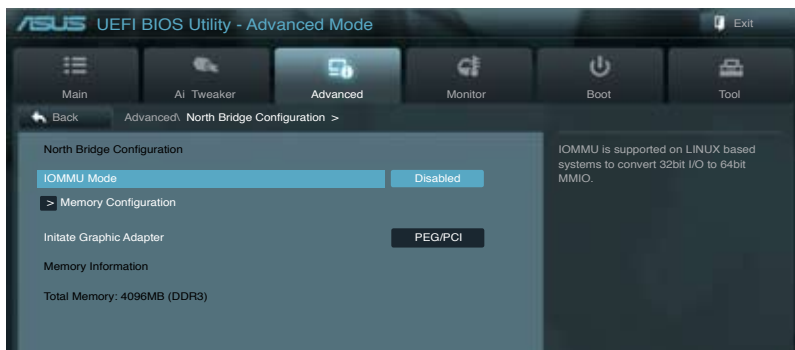 ASUS UEFI BIOS Utility - Advanced Mode
Exit
Main
Ai Tweaker
Advanced
Monitor
Boot
Tool
Back
Advanced\ North Bridge Configuration >
North Bridge Configuration
IOMMU Mode Disabled
> Memory Configuration
Initate Graphic Adapter PEG/PCI
Memory Information
Total Memory: 4096MB (DDR3)
IOMMU is supported on LINUX based
systems to convert 32bit I/O to 64bit
MMIO.